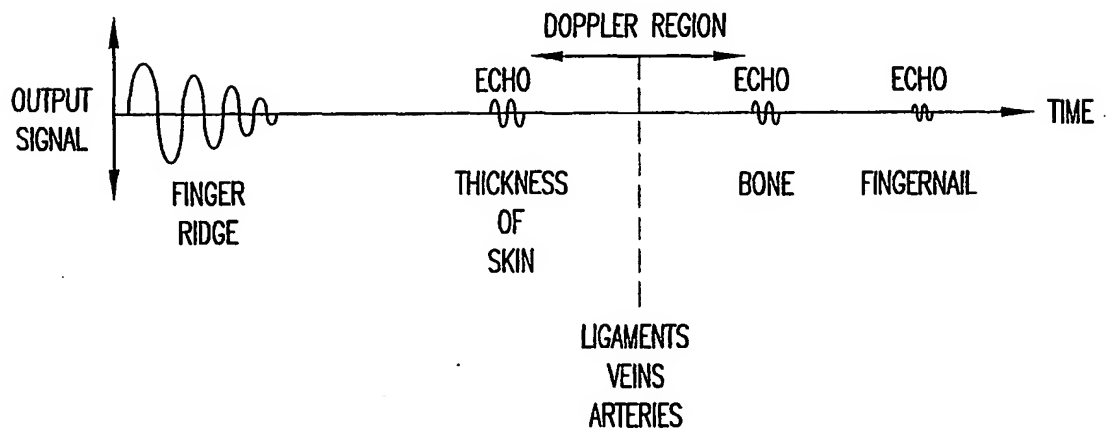 DOPPLER REGION
OUTPUT
SIGNAL
ECHO
ECHO
ECHO
TIME
FINGER
RIDGE
THICKNESS
OF
SKIN
BONE
FINGERNAIL
LIGAMENTS
VEINS
ARTERIES